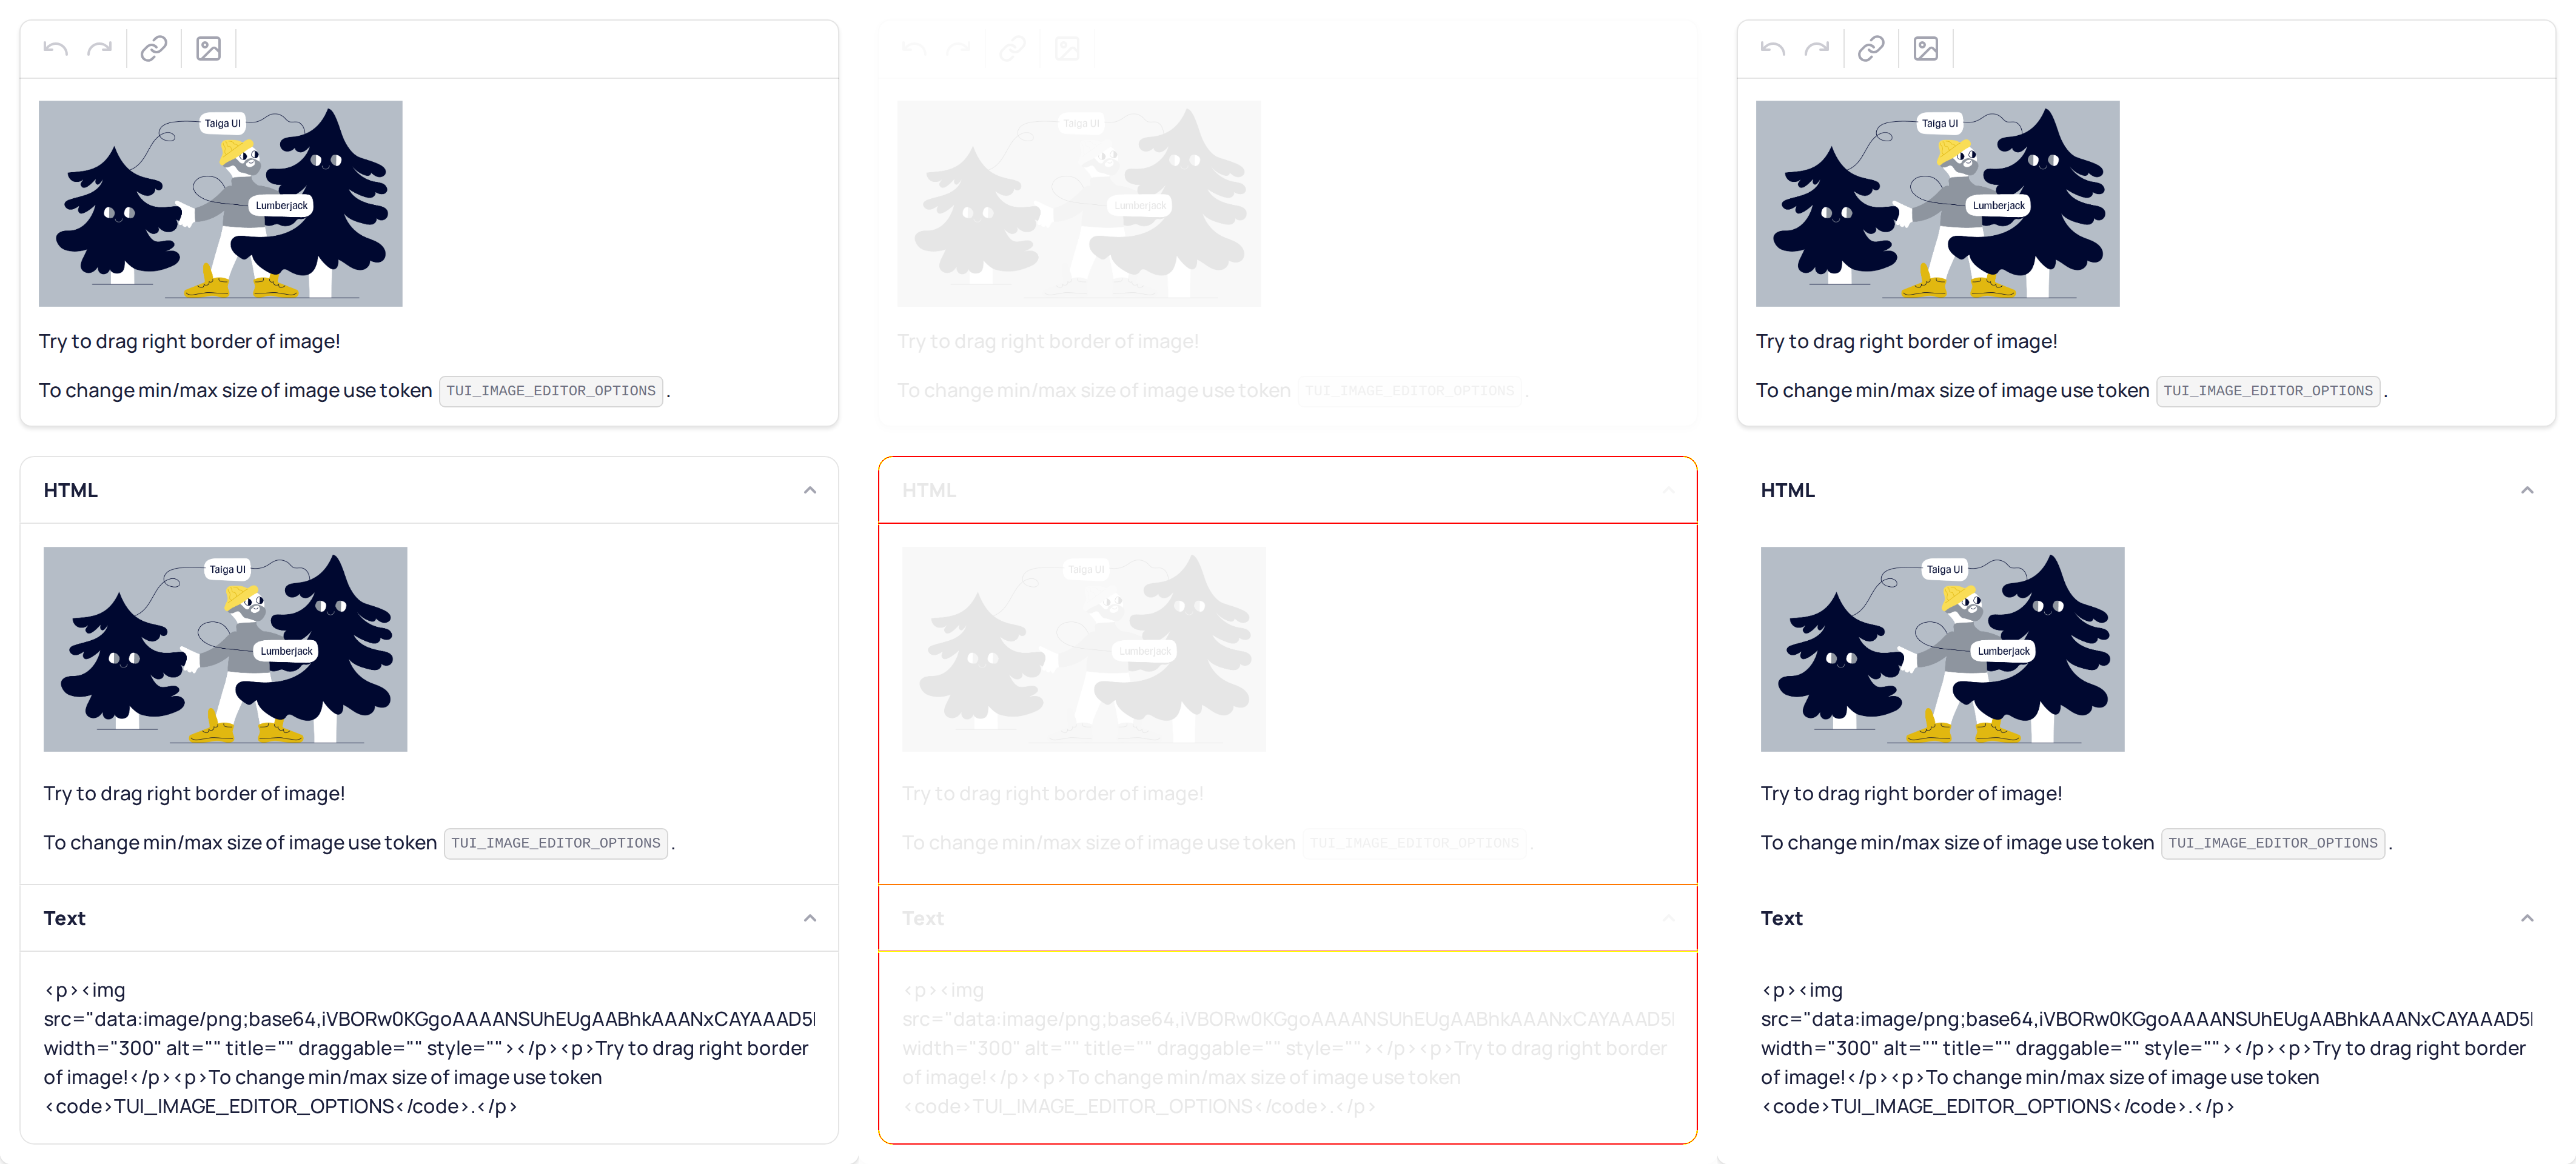 Taiga UI
Lumberjack
Try to drag right border of image!
To change min/max size of image use token TUI_IMAGE_EDITOR_OPTIONS.
HTML
Taiga UI
Lumberjack
Try to drag right border of image!
To change min/max size of image use token TUI_IMAGE_EDITOR_OPTIONS.
Text
<p><img
src="data:image/png;base64,iVBORw0KGgoAAAANSUhEUgAABhkAAANxCAYAAAD5
width="300" alt="" title="" draggable="" style=""></p><p>Try to drag right border
of image!</p><p>To change min/max size of image use token
<code>TUI_IMAGE_EDITOR_OPTIONS</code>.</p>
Taiga UI
Lumberjack
Try to drag right border of image!
To change min/max size of image use token TUI_IMAGE_EDITOR_OPTIONS.
HTML
Taiga UI
Lumberjack
Try to drag right border of image!
To change min/max size of image use token TUI_IMAGE_EDITOR_OPTIONS.
Text
<p><img
src="data:image/png;base64,iVBORw0KGgoAAAANSUhEUgAABhkAAANxCAYAAAD5
width="300" alt="" title="" draggable="" style=""></p><p>Try to drag right border
of image!</p><p>To change min/max size of image use token
<code>TUI_IMAGE_EDITOR_OPTIONS</code>.</p>
Taiga UI
Lumberjack
Try to drag right border of image!
To change min/max size of image use token TUI_IMAGE_EDITOR_OPTIONS.
HTML
Taiga UI
Lumberjack
Try to drag right border of image!
To change min/max size of image use token TUI_IMAGE_EDITOR_OPTIONS.
Text
<p><img
src="data:image/png;base64,iVBORw0KGgoAAAANSUhEUgAABhkAAANxCAYAAAD5
width="300" alt="" title="" draggable="" style=""></p><p>Try to drag right border
of image!</p><p>To change min/max size of image use token
<code>TUI_IMAGE_EDITOR_OPTIONS</code>.</p>